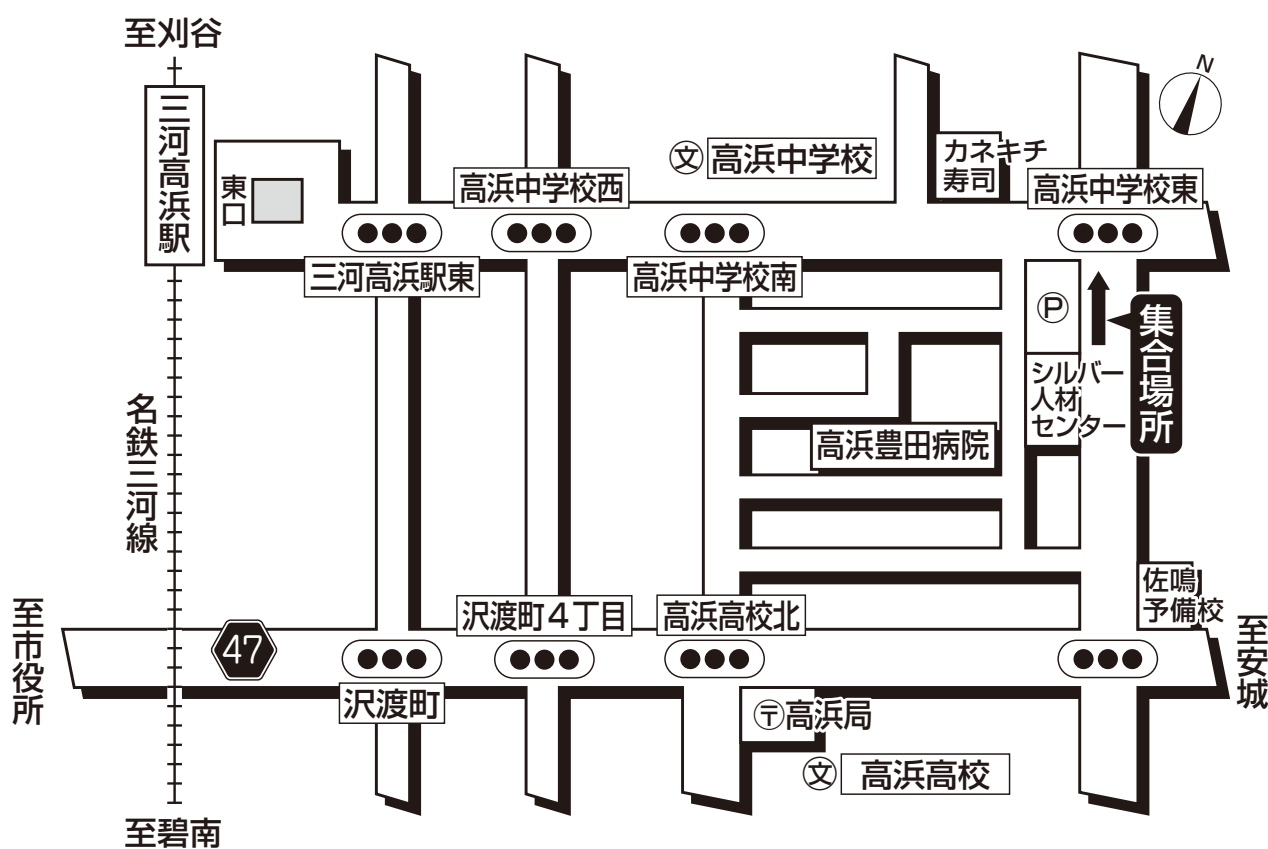 至刈谷
N
三河高浜駅
東口
高浜中学校西
文 高浜中学校
カネキチ
寿司
高浜中学校東
三河高浜駅東
高浜中学校南
P
集合場所
シルバー
人材
センター
高浜豊田病院
名鉄三河線
佐鳴
予備校
至市役所
47
沢渡町4丁目
高浜高校北
至安城
沢渡町
〒高浜局
文 高浜高校
至碧南